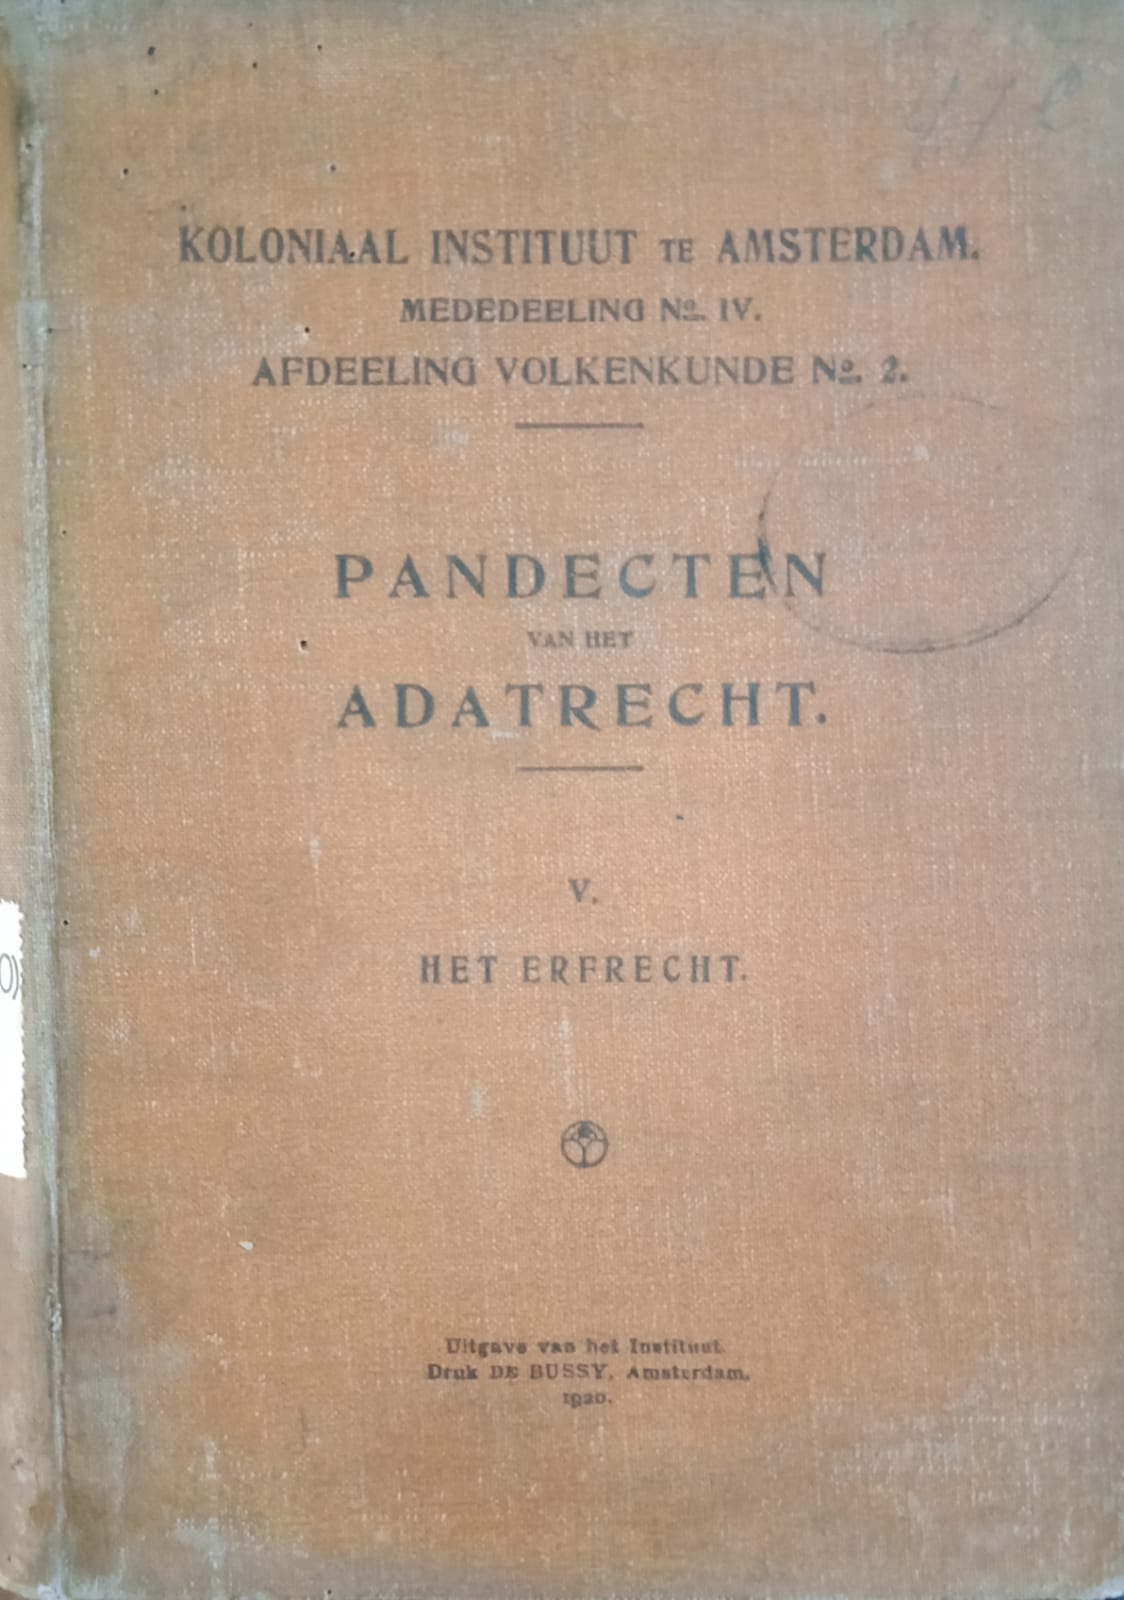 KOLONIAAL INSTITUUT TE AMSTERDAM.
MEDEDEELING No. IV.
AFDEELING VOLKENKUNDE No. 2.
PANDECTEN
VAN HET
ADATRECHT.
V.
HET ERFRECHT.
Uitgave van het Instituut.
Druk DE BUSSY, Amsterdam.
1920.